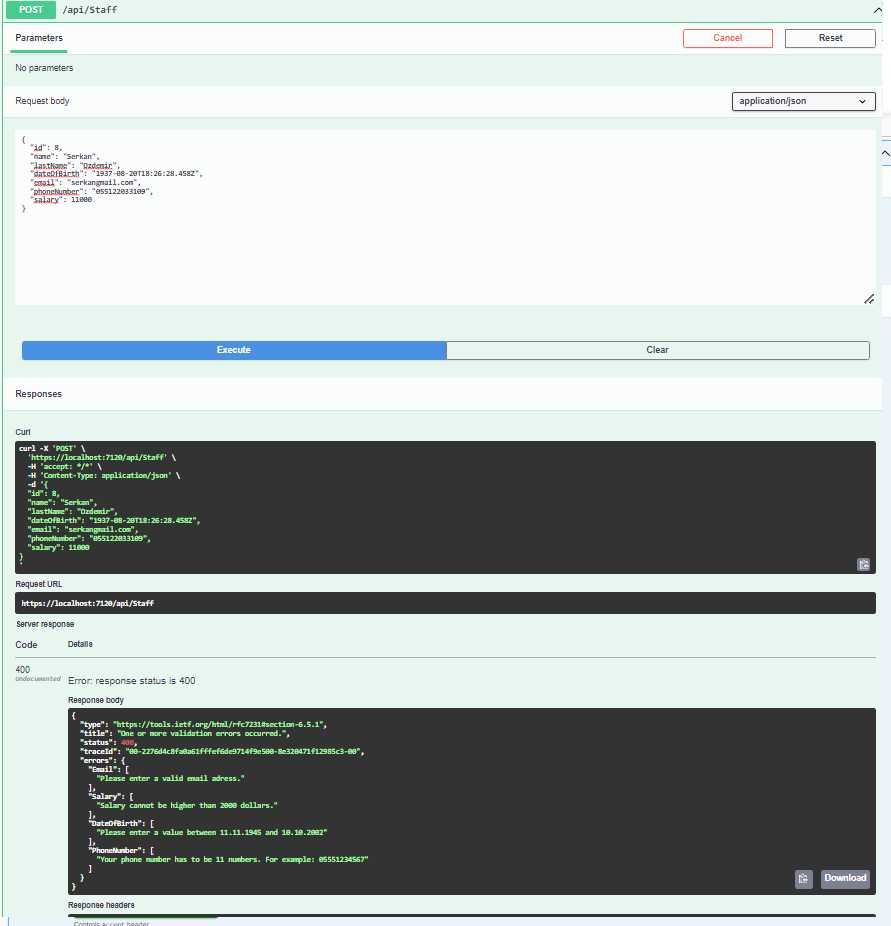 POST /api/Staff
Parameters
Cancel
Reset
No parameters
Request body
application/json
{
"id": 8,
"name": "Serkan",
"lastName": "Ozdemir",
"dateOfBirth": "1937-08-20T18:26:28.458Z",
"email": "serkangmail.com",
"phoneNumber": "055122033109",
"salary": 11000
}
Execute
Clear
Responses
Curl
curl -X 'POST' \
'https://localhost:7120/api/Staff' \
-H 'accept: */*' \
-H 'Content-Type: application/json' \
-d '{
"id": 8,
"name": "Serkan",
"lastName": "Ozdemir",
"dateOfBirth": "1937-08-20T18:26:28.458Z",
"email": "serkangmail.com",
"phoneNumber": "055122033109",
"salary": 11000
}
'
Request URL
https://localhost:7120/api/Staff
Server response
Code Details
400
Undocumented
Error: response status is 400
Response body
{
"type": "https://tools.ietf.org/html/rfc7231#section-6.5.1",
"title": "One or more validation errors occurred.",
"status": 400,
"traceId": "00-2276d4c8fa0a61fffef6de9714f9e500-8e320471f12985c3-00",
"errors": {
"Email": [
"Please enter a valid email adress."
],
"Salary": [
"Salary cannot be higher than 2000 dollars."
],
"DateOfBirth": [
"Please enter a value between 11.11.1945 and 10.10.2002"
],
"PhoneNumber": [
"Your phone number has to be 11 numbers. For example: 05551234567"
]
}
}
Download
Response headers
Controls Accept header